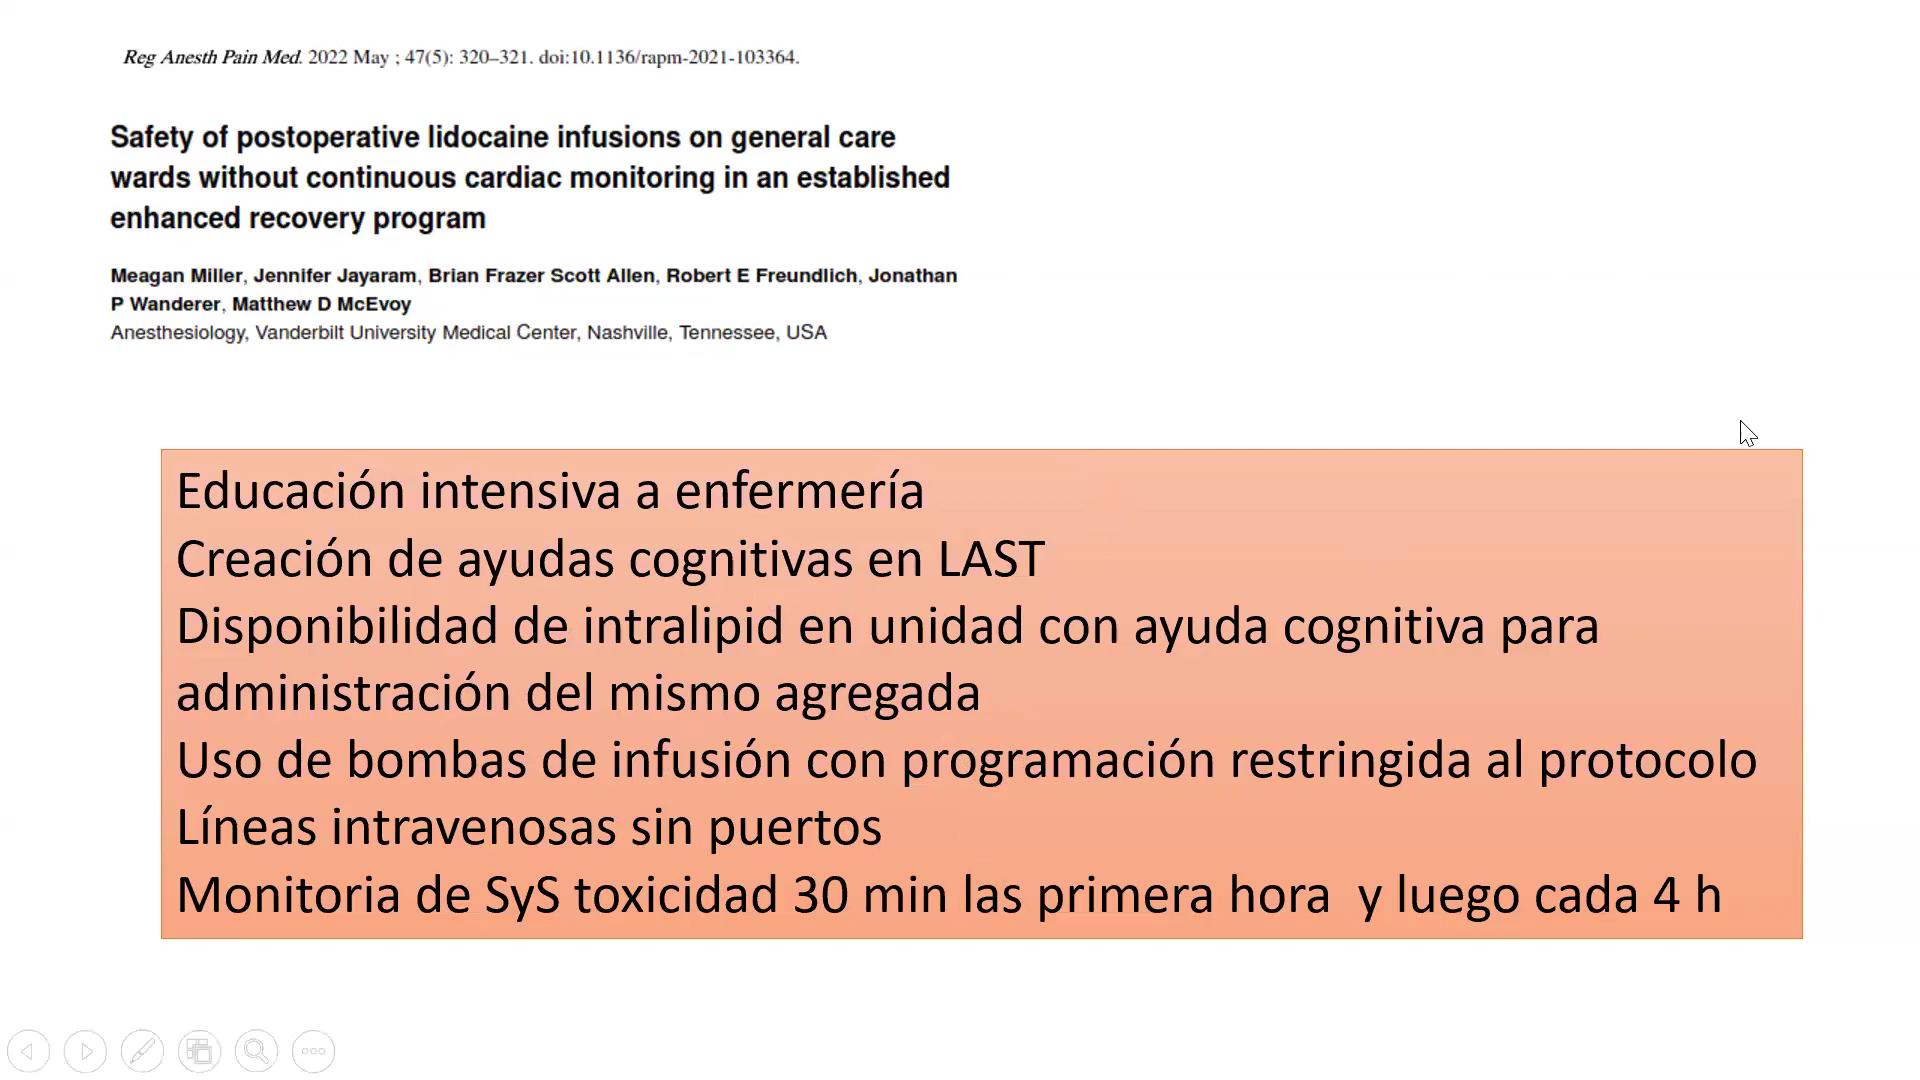 Reg Anesth Pain Med. 2022 May ; 47(5): 320–321. doi:10.1136/rapm-2021-103364.
Safety of postoperative lidocaine infusions on general care
wards without continuous cardiac monitoring in an established
enhanced recovery program
Meagan Miller, Jennifer Jayaram, Brian Frazer Scott Allen, Robert E Freundlich, Jonathan
P Wanderer, Matthew D McEvoy
Anesthesiology, Vanderbilt University Medical Center, Nashville, Tennessee, USA
Educación intensiva a enfermería
Creación de ayudas cognitivas en LAST
Disponibilidad de intralipid en unidad con ayuda cognitiva para
administración del mismo agregada
Uso de bombas de infusión con programación restringida al protocolo
Líneas intravenosas sin puertos
Monitoria de SyS toxicidad 30 min las primera hora  y luego cada 4 h